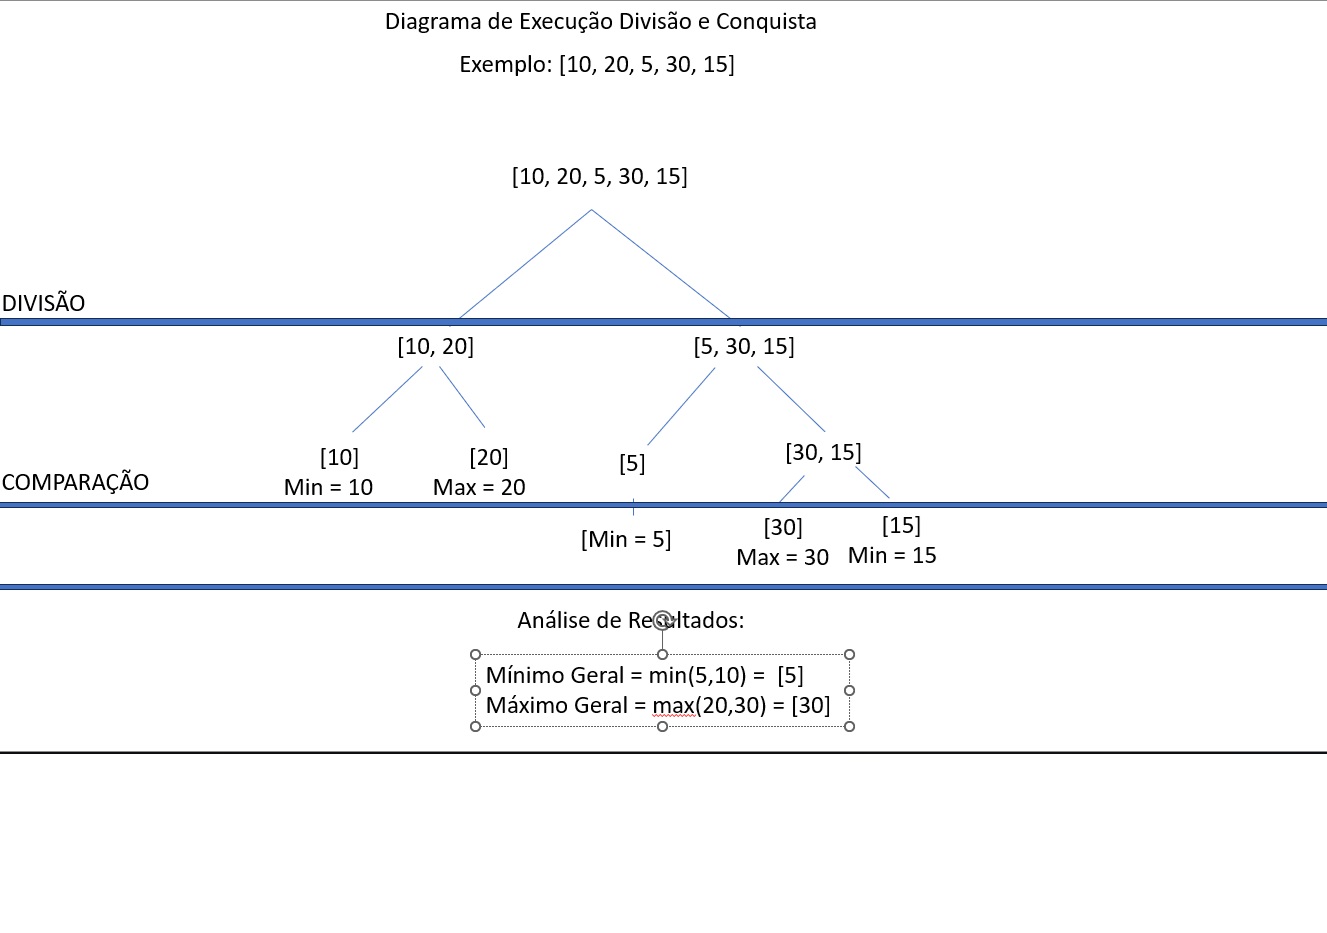 Diagrama de Execução Divisão e Conquista
Exemplo: [10, 20, 5, 30, 15]
[10, 20, 5, 30, 15]
DIVISÃO
[10, 20]
[5, 30, 15]
[10]
Min = 10
[20]
Max = 20
[5]
[30, 15]
COMPARAÇÃO
[Min = 5]
[30]
Max = 30
[15]
Min = 15
Análise de Resultados:
Mínimo Geral = min(5,10) =  [5]
Máximo Geral = max(20,30) = [30]